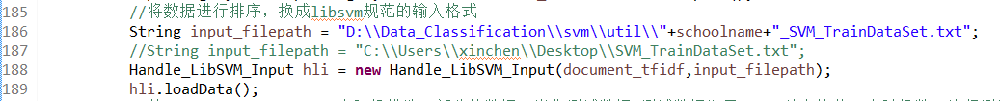 185 //将数据进行排序，换成libsvm规范的输入格式
186 String input_filepath = "D:\\Data_Classification\\svm\\util\\"+schoolname+"_SVM_TrainDataSet.txt";
187 //String input_filepath = "C:\\Users\\xinchen\\Desktop\\SVM_TrainDataSet.txt";
188 Handle_LibSVM_Input hli = new Handle_LibSVM_Input(document_tfidf,input_filepath);
189 hli.loadData();